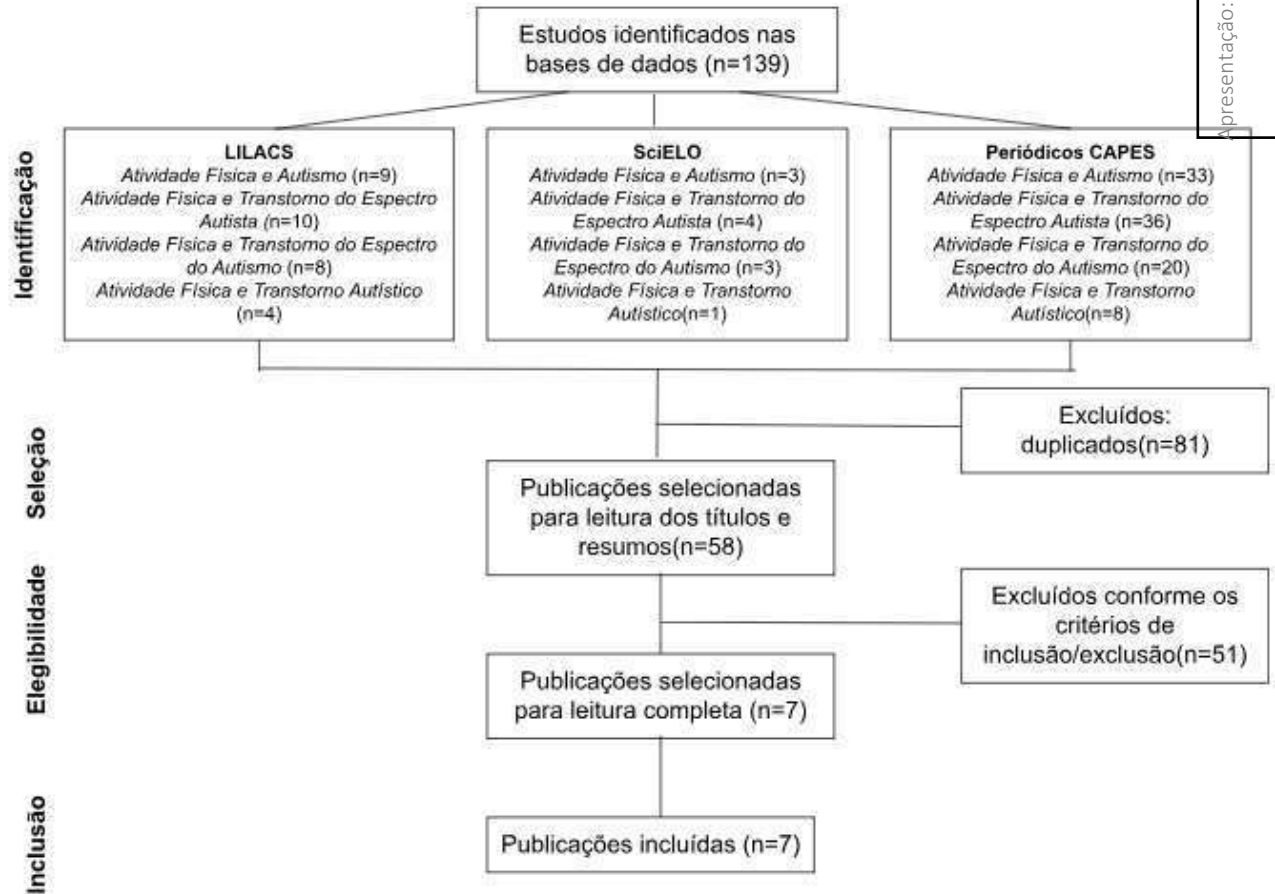 Apresentação:
Estudos identificados nas
bases de dados (n=139)
Identificação
LILACS
Atividade Física e Autismo (n=9)
Atividade Física e Transtorno do Espectro
Autista (n=10)
Atividade Física e Transtorno do Espectro
do Autismo (n=8)
Atividade Física e Transtorno Autístico
(n=4)
SciELO
Atividade Física e Autismo (n=3)
Atividade Física e Transtorno do
Espectro Autista (n=4)
Atividade Física e Transtorno do
Espectro do Autismo (n=3)
Atividade Física e Transtorno
Autístico(n=1)
Periódicos CAPES
Atividade Física e Autismo (n=33)
Atividade Física e Transtorno do
Espectro Autista (n=36)
Atividade Física e Transtorno do
Espectro do Autismo (n=20)
Atividade Física e Transtorno
Autístico(n=8)
Seleção
Excluídos:
duplicados(n=81)
Publicações selecionadas
para leitura dos títulos e
resumos(n=58)
Elegibilidade
Excluídos conforme os
critérios de
inclusão/exclusão(n=51)
Publicações selecionadas
para leitura completa (n=7)
Inclusão
Publicações incluídas (n=7)